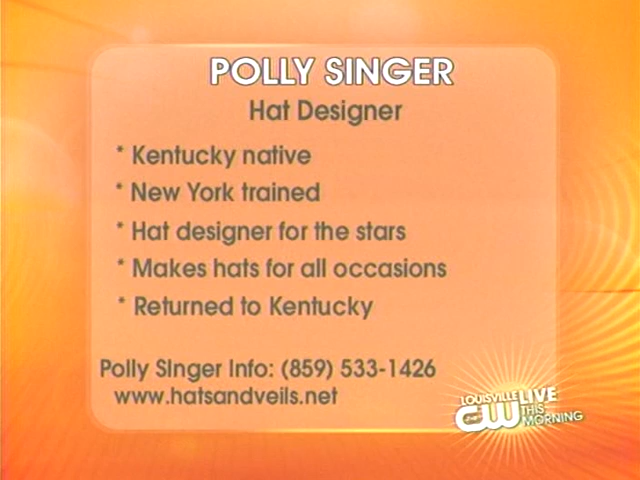 POLLY SINGER
Hat Designer
* Kentucky native
* New York trained
* Hat designer for the stars
* Makes hats for all occasions
* Returned to Kentucky
Polly Singer Info: (859) 533-1426
www.hatsandveils.net
LOUISVILLE LIVE
CW THIS
MORNING